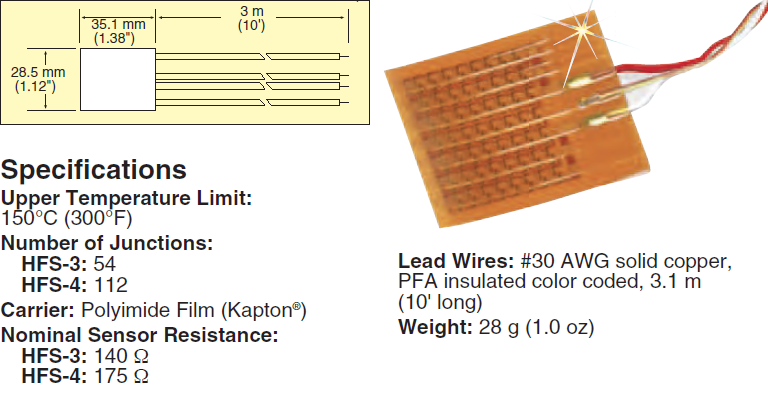 35.1 mm
(1.38")
3 m
(10')
28.5 mm
(1.12")
Specifications
Upper Temperature Limit:
150°C (300°F)
Number of Junctions:
HFS-3: 54
HFS-4: 112
Carrier: Polyimide Film (Kapton®)
Nominal Sensor Resistance:
HFS-3: 140 Ω
HFS-4: 175 Ω
Lead Wires: #30 AWG solid copper,
PFA insulated color coded, 3.1 m
(10' long)
Weight: 28 g (1.0 oz)